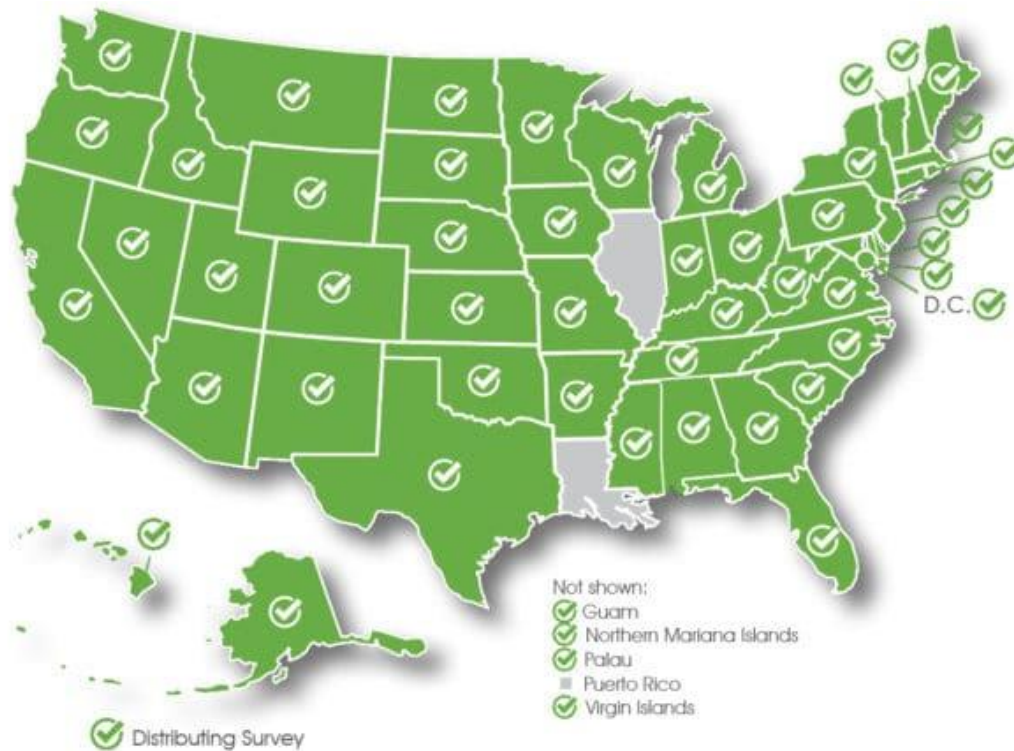 D.C.
Not shown:
Guam
Northern Mariana Islands
Palau
Puerto Rico
Virgin Islands
Distributing Survey